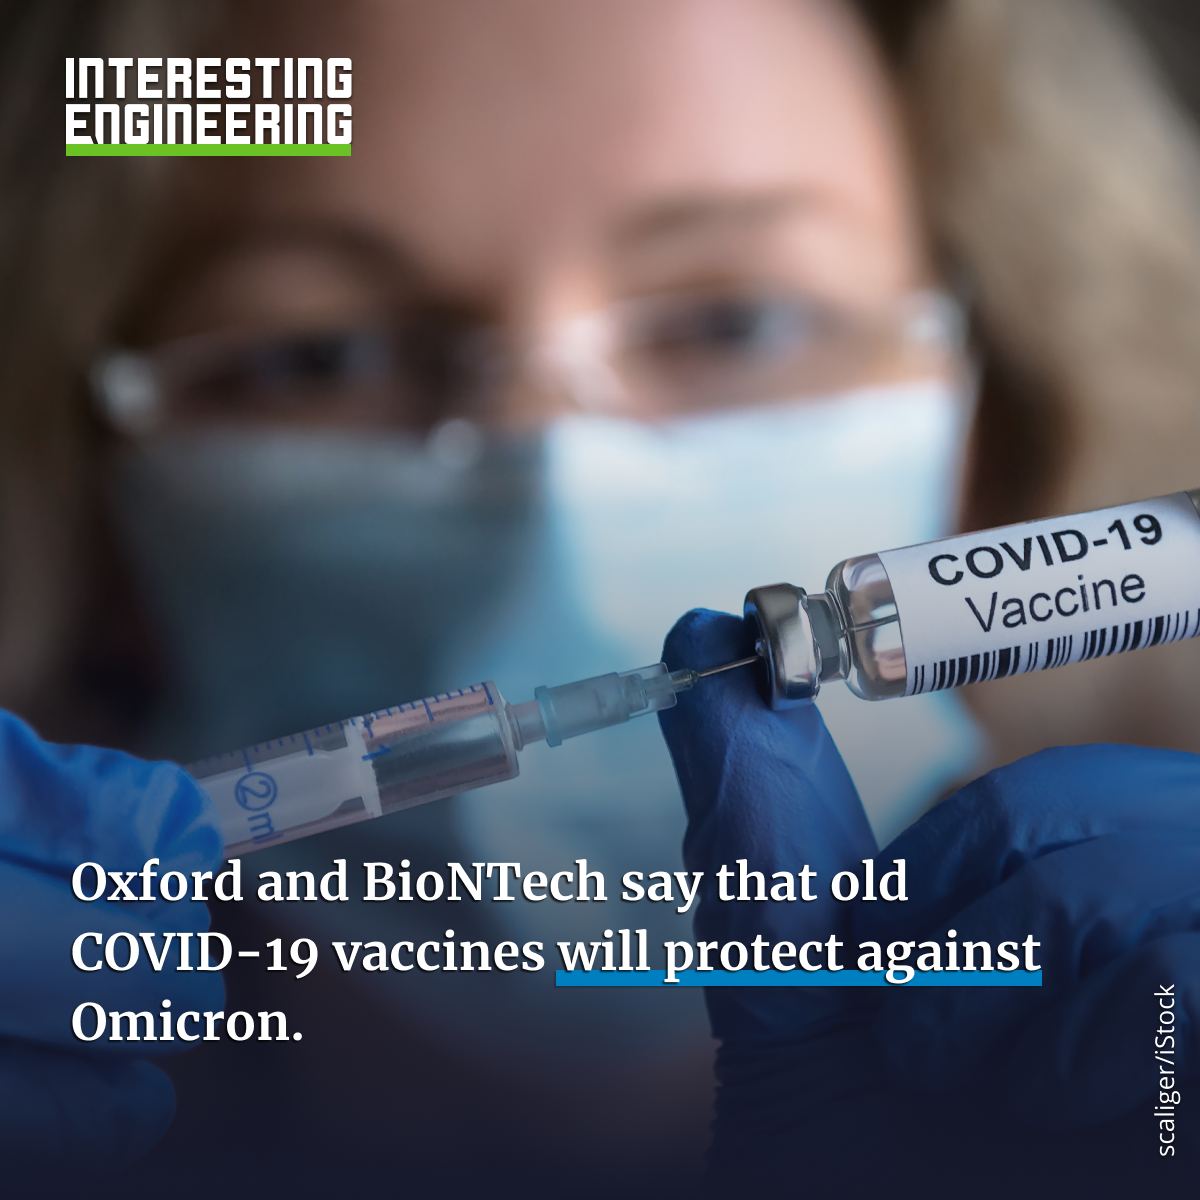 INTERESTING
ENGINEERING
COVID-19
Vaccine
2ml
1
Oxford and BioNTech say that old
COVID-19 vaccines will protect against
Omicron.
scaliger/iStock